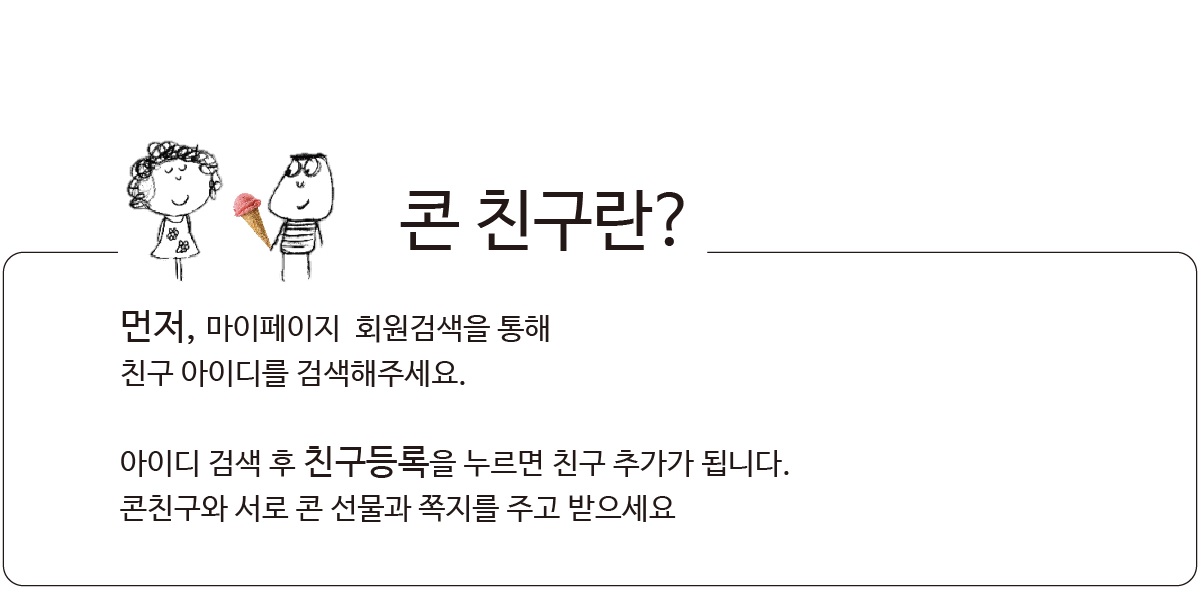 콘 친구란?
먼저, 마이페이지 회원검색을 통해
친구 아이디를 검색해주세요.
아이디 검색 후 친구등록을 누르면 친구 추가가 됩니다.
콘친구와 서로 콘 선물과 쪽지를 주고 받으세요